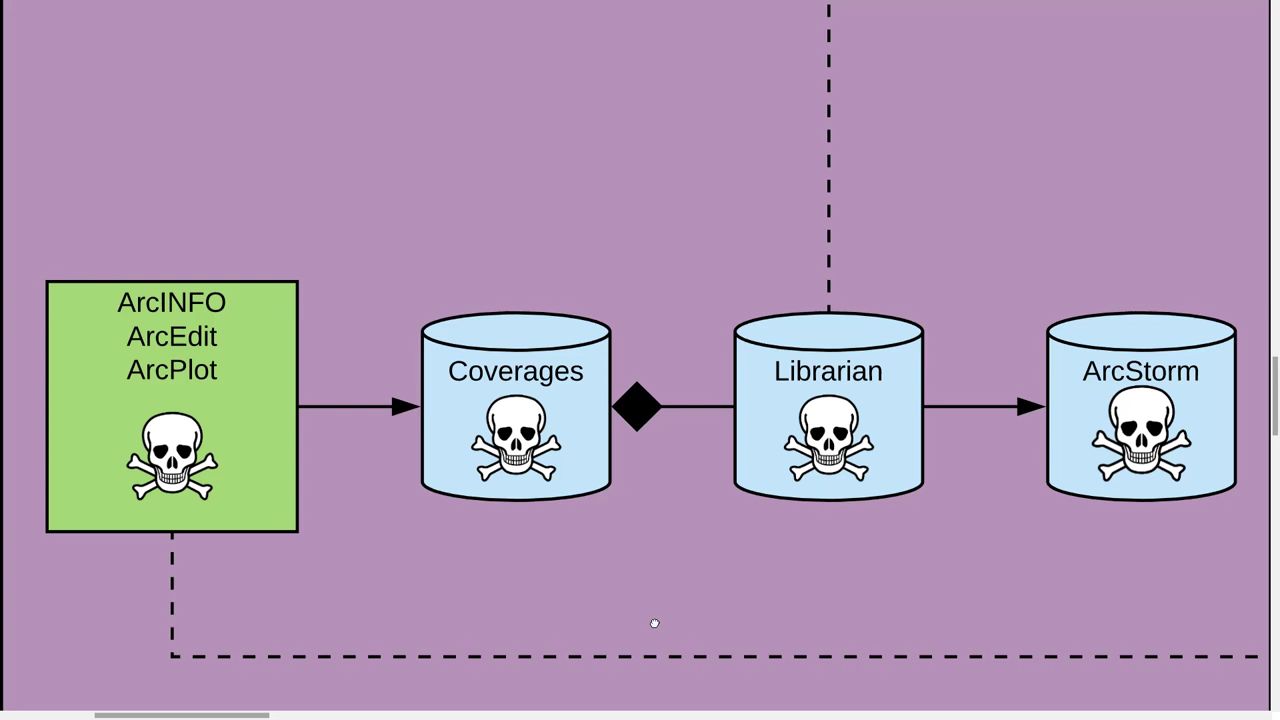 ArcINFO
ArcEdit
ArcPlot
Coverages
Librarian
ArcStorm